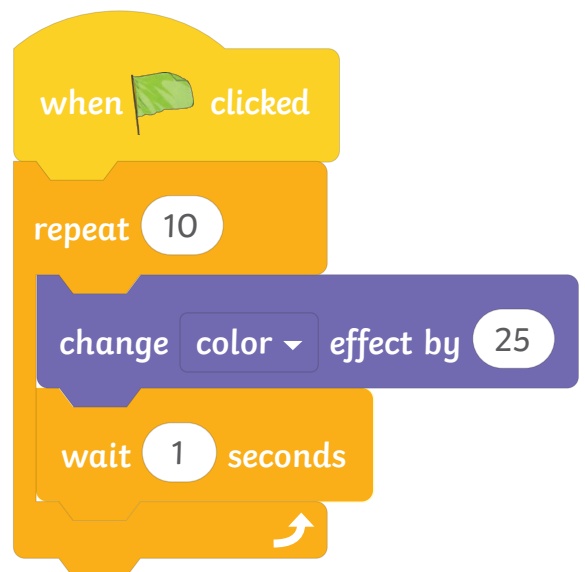 when clicked
repeat 10
change color effect by 25
wait 1 seconds